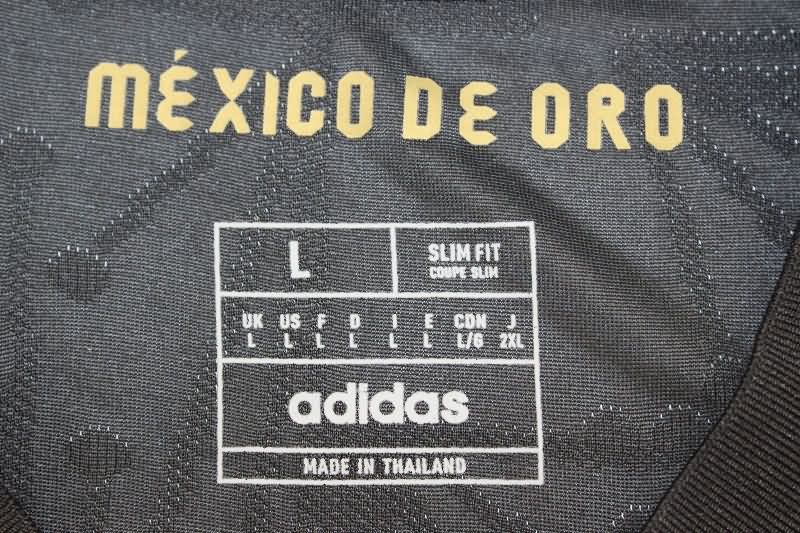 MÉXICO DE ORO
L
SLIM FIT
COUPE SLIM
UK US F D I E CDN J
L L L L L L L/G 2XL
adidas
MADE IN THAILAND